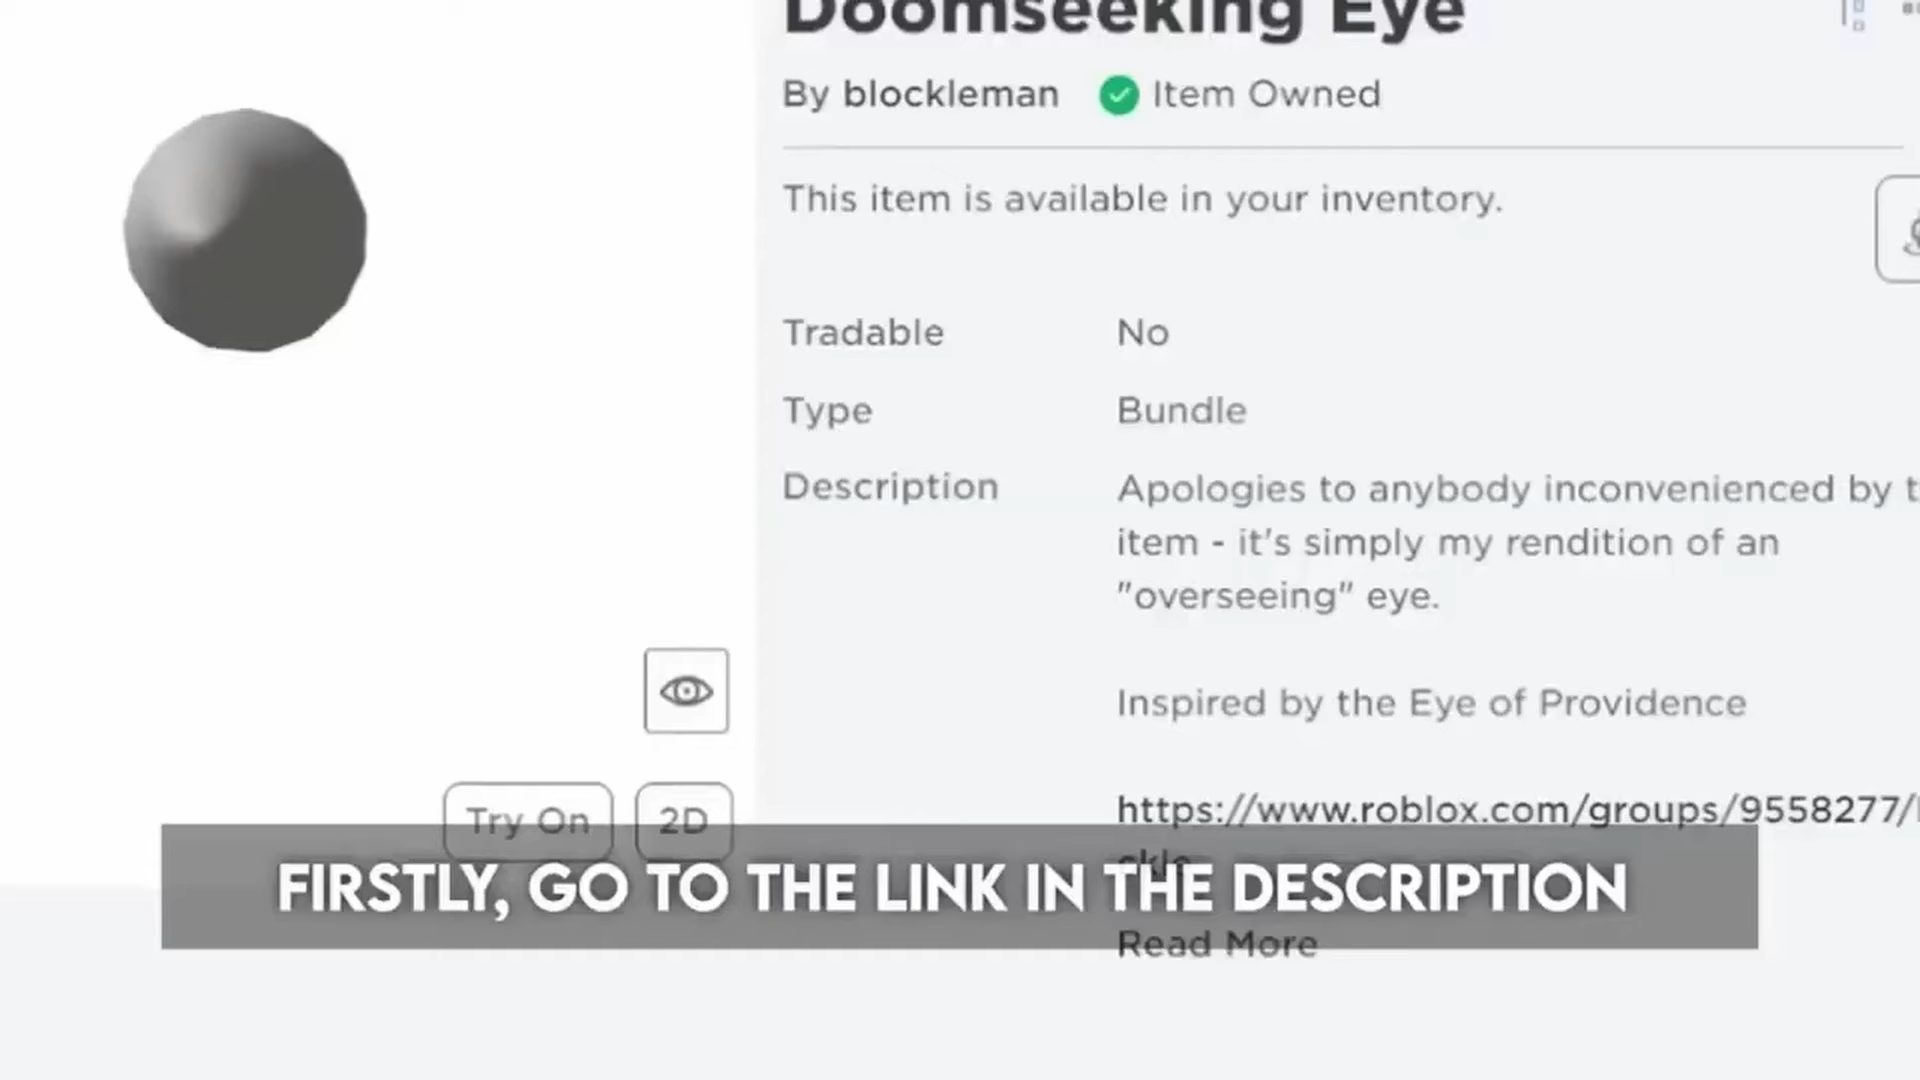 Doomseeking Eye
By blockleman Item Owned
This item is available in your inventory.
Tradable No
Type Bundle
Description Apologies to anybody inconvenienced by
item - it's simply my rendition of an
"overseeing" eye.
Inspired by the Eye of Providence
https://www.roblox.com/groups/9558277/
Try On 2D
FIRSTLY, GO TO THE LINK IN THE DESCRIPTION
Read More